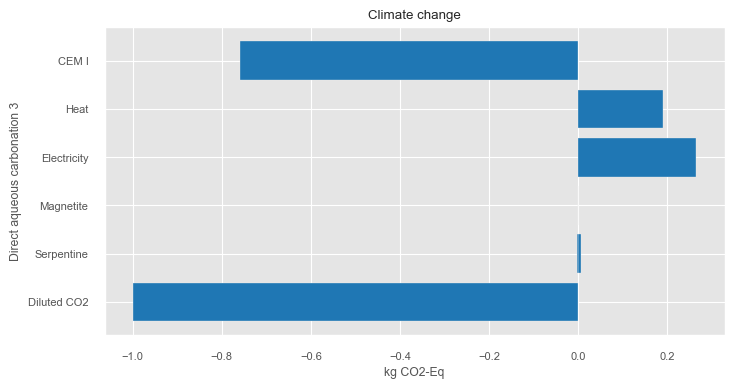 Climate change
Direct aqueous carbonation 3
CEM I
Heat
Electricity
Magnetite
Serpentine
Diluted CO2
−1.0 −0.8 −0.6 −0.4 −0.2 0.0 0.2
kg CO2-Eq